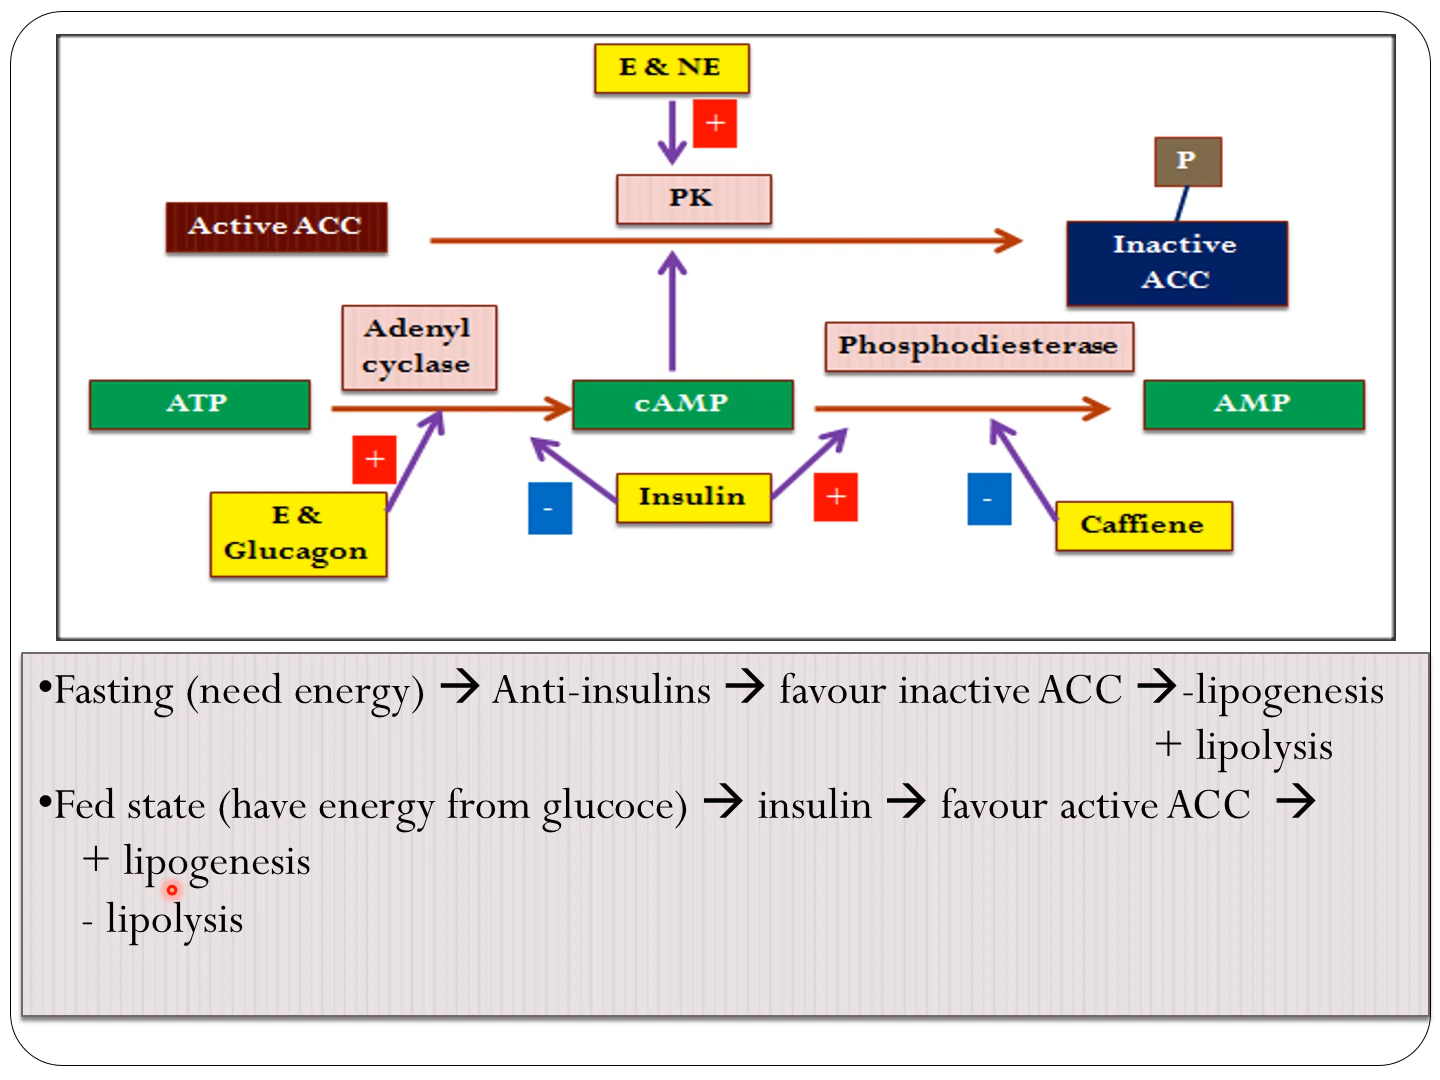 E & NE
+
P
PK
Active ACC
Inactive
ACC
Adenyl
cyclase
Phosphodiesterase
ATP
cAMP
AMP
+
Insulin
-
+
-
E &
Glucagon
Caffiene
•Fasting (need energy) → Anti-insulins → favour inactive ACC →-lipogenesis
+ lipolysis
•Fed state (have energy from glucoce) → insulin → favour active ACC →
+ lipogenesis
- lipolysis